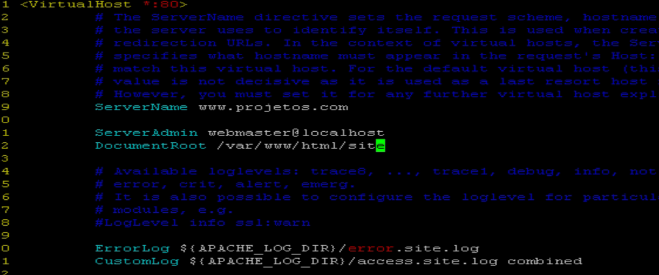 1 <VirtualHost *:80>
2 # The ServerName directive sets the request scheme, hostname
3 # the server uses to identify itself. This is used when crea
4 # redirection URLs. In the context of virtual hosts, the Ser
5 # specifies what hostname must appear in the request's Host:
6 # match this virtual host. For the default virtual host (thi
7 # value is not decisive as it is used as a last resort host
8 # However, you must set it for any further virtual host expl
9 ServerName www.projetos.com
0
1 ServerAdmin webmaster@localhost
2 DocumentRoot /var/www/html/site
3
4 # Available loglevels: trace8, ..., trace1, debug, info, not
5 # error, crit, alert, emerg.
6 # It is also possible to configure the loglevel for particul
7 # modules, e.g.
8 #LogLevel info ssl:warn
9
0 ErrorLog ${APACHE_LOG_DIR}/error.site.log
1 CustomLog ${APACHE_LOG_DIR}/access.site.log combined